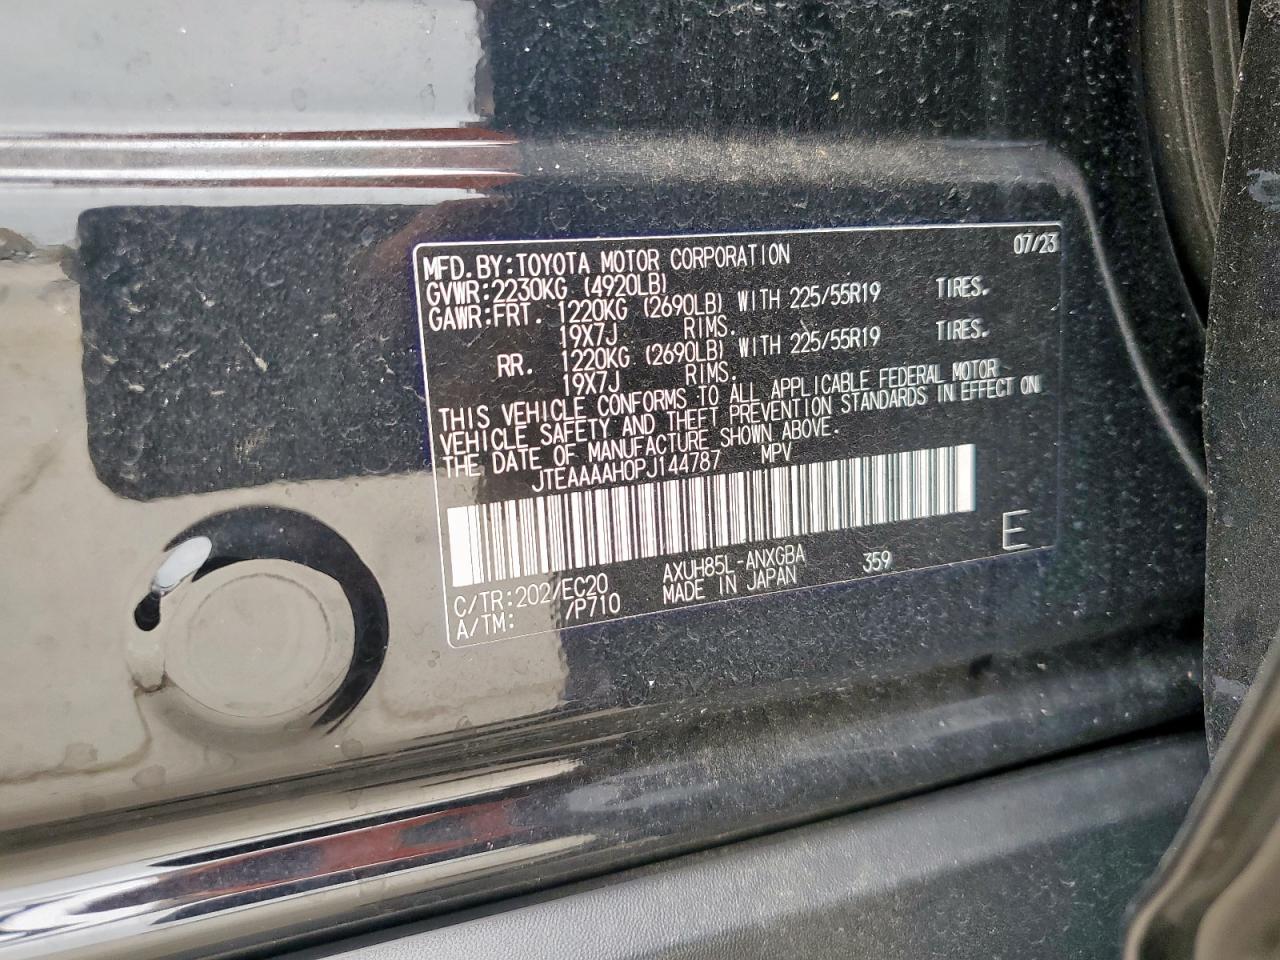 MFD.BY:TOYOTA MOTOR CORPORATION 07/23
GVWR:2230KG (4920LB)
GAWR:FRT. 1220KG (2690LB) WITH 225/55R19 TIRES.
19X7J RIMS.
RR. 1220KG (2690LB) WITH 225/55R19 TIRES.
19X7J RIMS.
THIS VEHICLE CONFORMS TO ALL APPLICABLE FEDERAL MOTOR
VEHICLE SAFETY AND THEFT PREVENTION STANDARDS IN EFFECT ON
THE DATE OF MANUFACTURE SHOWN ABOVE.
JTEAAAAH0PJ144787 MPV
E
C/TR:202/EC20 AXUH85L-ANXGBA 359
A/TM: /P710 MADE IN JAPAN